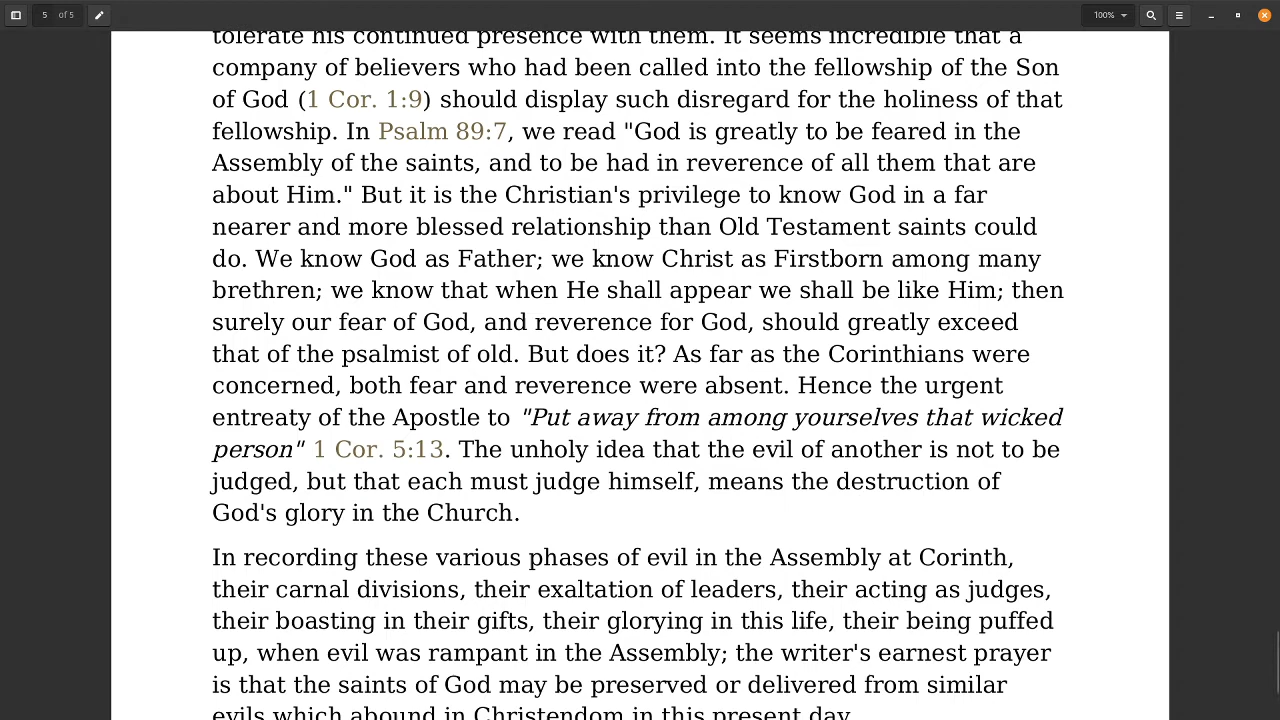 5 of 5
100%
tolerate his continued presence with them. It seems incredible that a
company of believers who had been called into the fellowship of the Son
of God (1 Cor. 1:9) should display such disregard for the holiness of that
fellowship. In Psalm 89:7, we read "God is greatly to be feared in the
Assembly of the saints, and to be had in reverence of all them that are
about Him." But it is the Christian's privilege to know God in a far
nearer and more blessed relationship than Old Testament saints could
do. We know God as Father; we know Christ as Firstborn among many
brethren; we know that when He shall appear we shall be like Him; then
surely our fear of God, and reverence for God, should greatly exceed
that of the psalmist of old. But does it? As far as the Corinthians were
concerned, both fear and reverence were absent. Hence the urgent
entreaty of the Apostle to "Put away from among yourselves that wicked
person" 1 Cor. 5:13. The unholy idea that the evil of another is not to be
judged, but that each must judge himself, means the destruction of
God's glory in the Church.
In recording these various phases of evil in the Assembly at Corinth,
their carnal divisions, their exaltation of leaders, their acting as judges,
their boasting in their gifts, their glorying in this life, their being puffed
up, when evil was rampant in the Assembly; the writer's earnest prayer
is that the saints of God may be preserved or delivered from similar
evils which abound in Christendom in this present day.